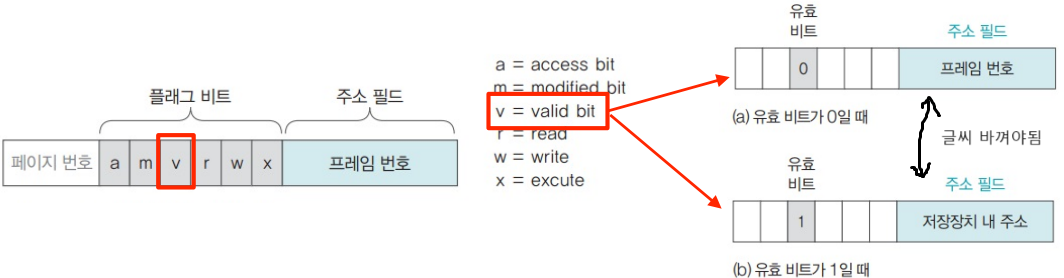 플래그 비트
주소 필드
페이지 번호 a m v r w x 프레임 번호
a = access bit
m = modified bit
v = valid bit
r = read
w = write
x = excute
유효
비트
주소 필드
0 프레임 번호
(a) 유효 비트가 0일 때
글씨 바껴야됨
유효
비트
주소 필드
1 저장장치 내 주소
(b) 유효 비트가 1일 때